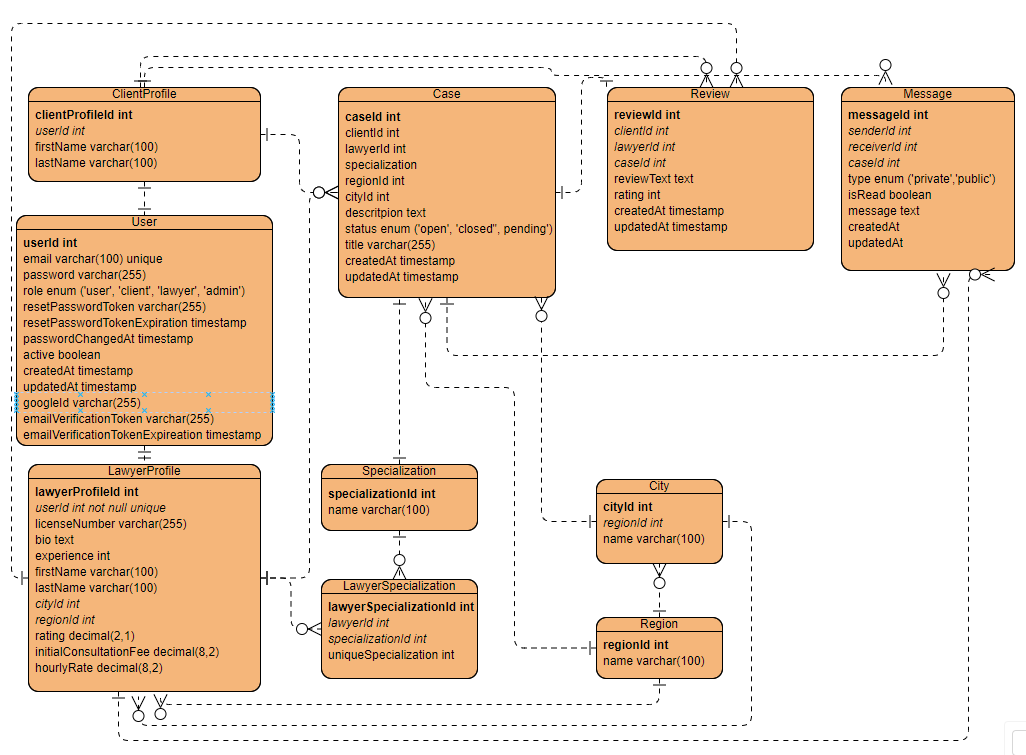 ClientProfile
clientProfileId int
userId int
firstName varchar(100)
lastName varchar(100)
User
userId int
email varchar(100) unique
password varchar(255)
role enum ('user', 'client', 'lawyer', 'admin')
resetPasswordToken varchar(255)
resetPasswordTokenExpiration timestamp
passwordChangedAt timestamp
active boolean
createdAt timestamp
updatedAt timestamp
googleId varchar(255)
emailVerificationToken varchar(255)
emailVerificationTokenExpireation timestamp
LawyerProfile
lawyerProfileId int
userId int not null unique
licenseNumber varchar(255)
bio text
experience int
firstName varchar(100)
lastName varchar(100)
cityId int
regionId int
rating decimal(2,1)
initialConsultationFee decimal(8,2)
hourlyRate decimal(8,2)
Case
caseId int
clientId int
lawyerId int
specialization
regionId int
cityId int
descritpion text
status enum ('open', 'closed", pending')
title varchar(255)
createdAt timestamp
updatedAt timestamp
Specialization
specializationId int
name varchar(100)
LawyerSpecialization
lawyerSpecializationId int
lawyerId int
specializationId int
uniqueSpecialization int
Review
reviewId int
clientId int
lawyerId int
caseId int
reviewText text
rating int
createdAt timestamp
updatedAt timestamp
Message
messageId int
senderId int
receiverId int
caseId int
type enum ('private','public')
isRead boolean
message text
createdAt
updatedAt
City
cityId int
regionId int
name varchar(100)
Region
regionId int
name varchar(100)